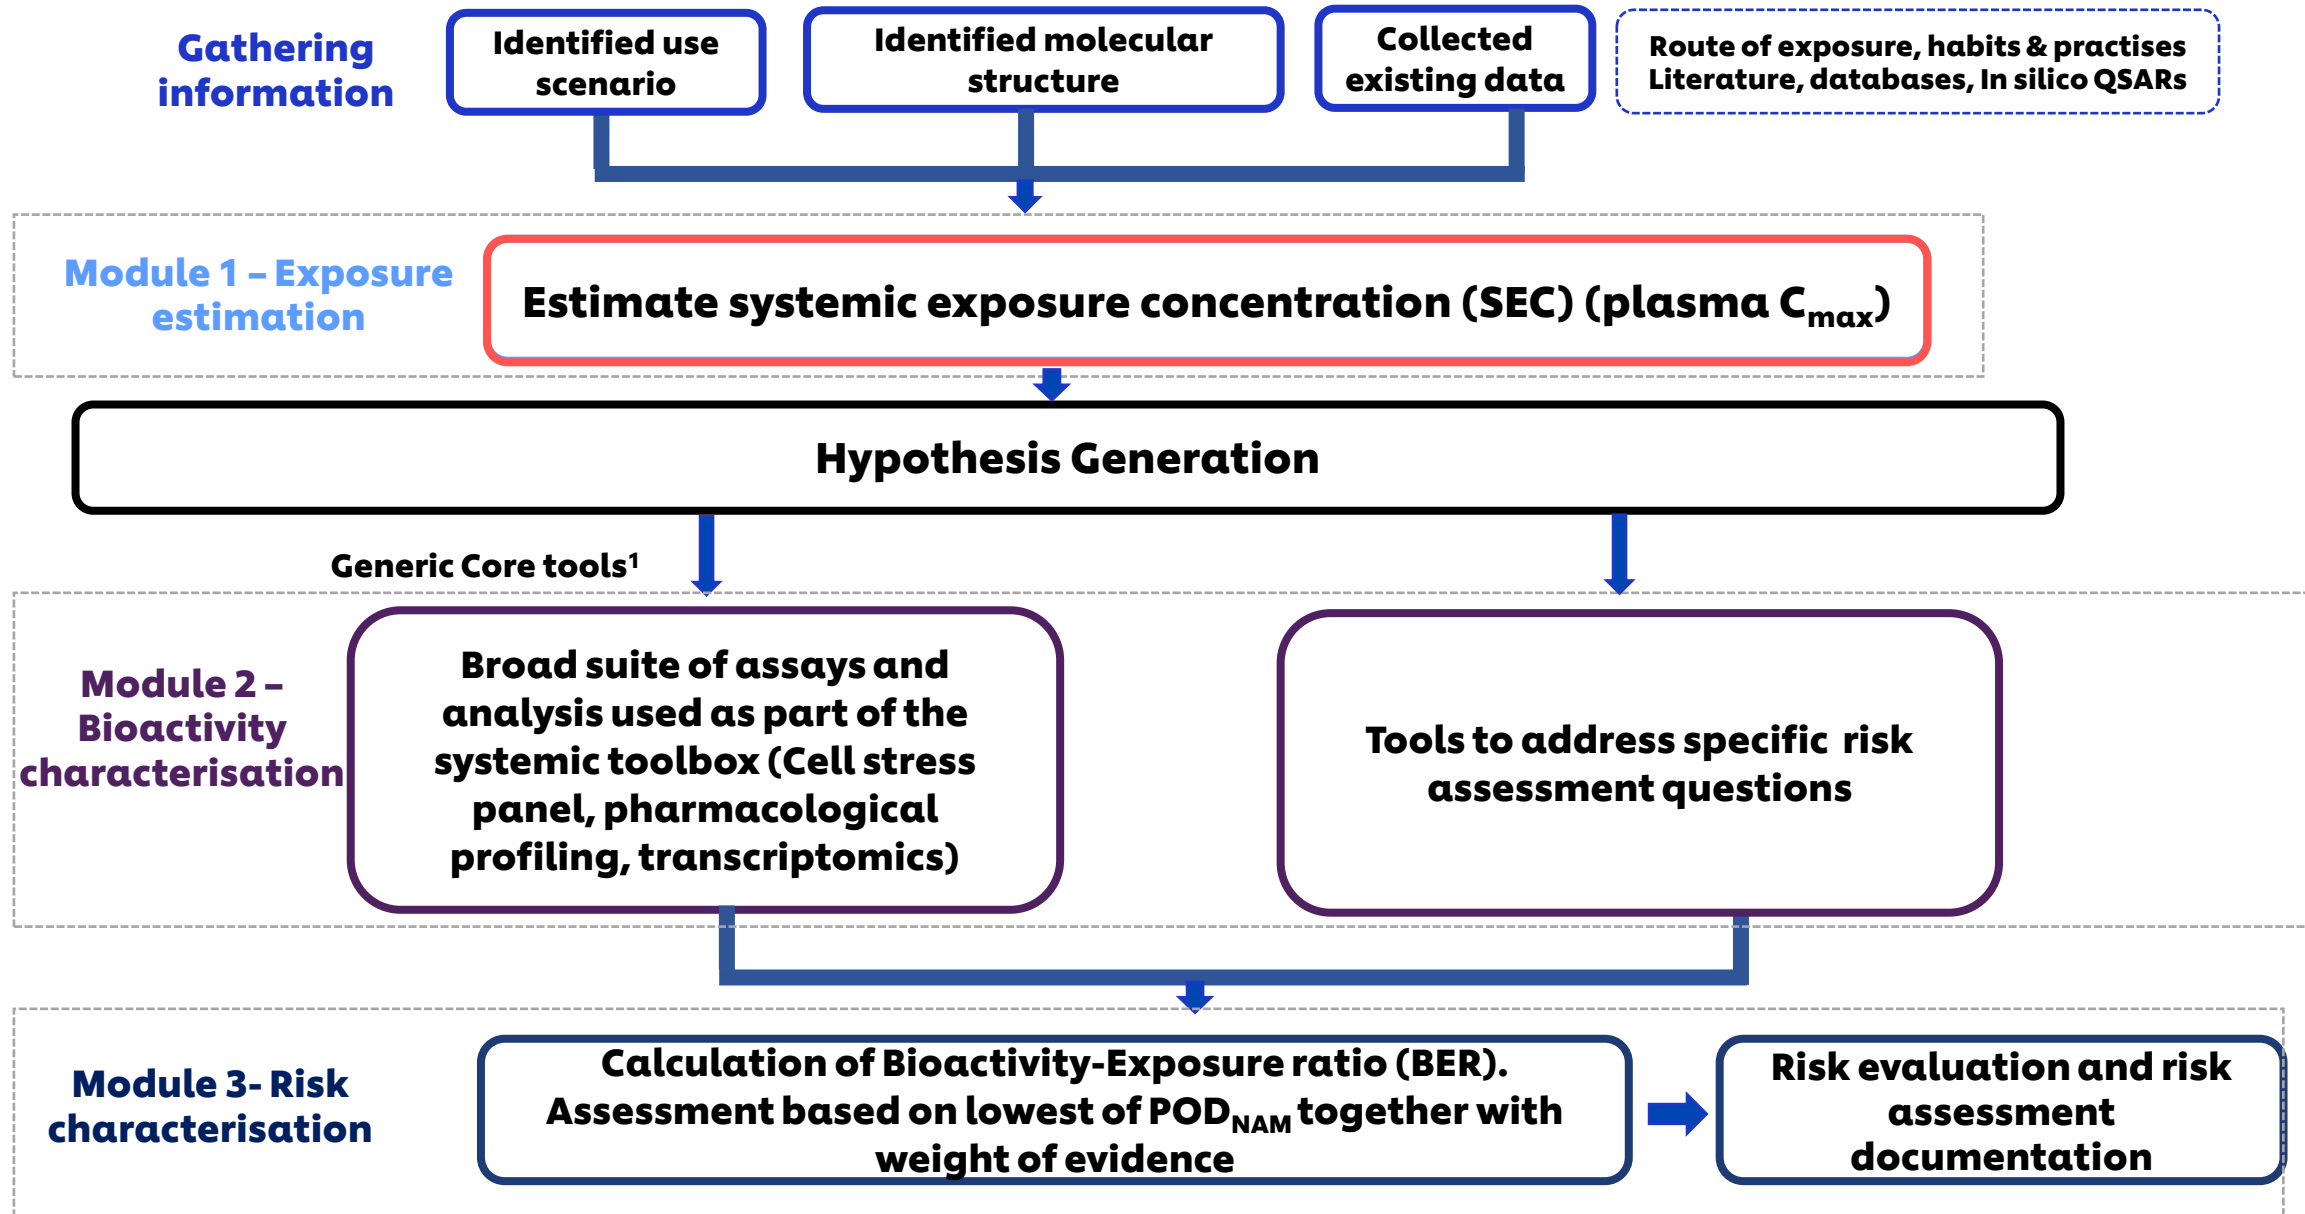 Gathering
information
Identified use
scenario
Identified molecular
structure
Collected
existing data
Route of exposure, habits & practises
Literature, databases, In silico QSARs
Module 1 – Exposure
estimation
Estimate systemic exposure concentration (SEC) (plasma Cmax)
Hypothesis Generation
Generic Core tools¹
Module 2 –
Bioactivity
characterisation
Broad suite of assays and
analysis used as part of the
systemic toolbox (Cell stress
panel, pharmacological
profiling, transcriptomics)
Tools to address specific risk
assessment questions
Module 3- Risk
characterisation
Calculation of Bioactivity-Exposure ratio (BER).
Assessment based on lowest of PODNAM together with
weight of evidence
Risk evaluation and risk
assessment
documentation